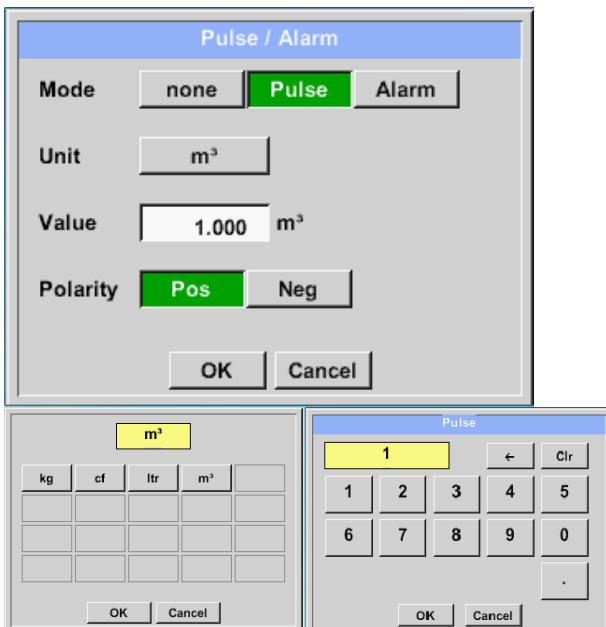 Pulse / Alarm
Mode none Pulse Alarm
Unit m³
Value 1.000 m³
Polarity Pos Neg
OK Cancel
m³
kg cf ltr m³
OK Cancel
Pulse
1 ← Clr
1 2 3 4 5
6 7 8 9 0
.
OK Cancel